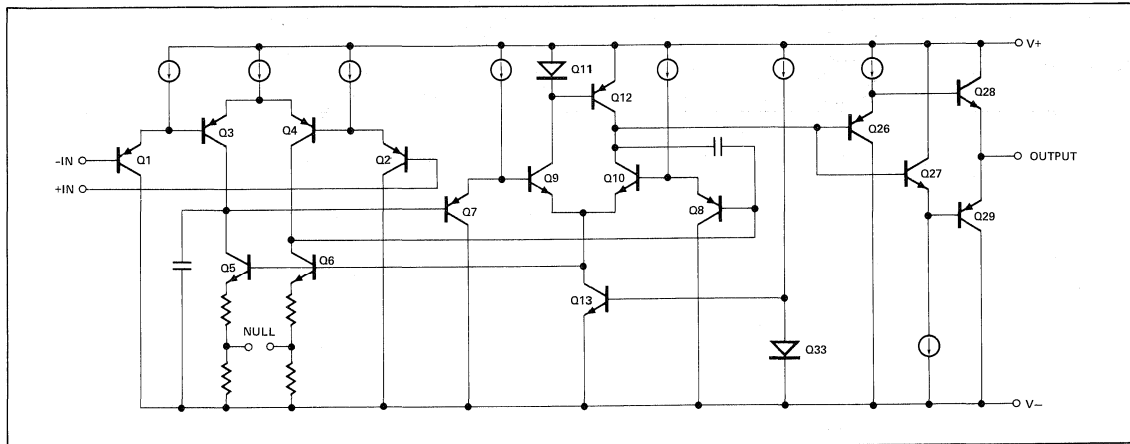 V+
Q11
Q12
Q28
Q3
Q4
Q26
–IN
Q1
Q2
OUTPUT
+IN
Q9
Q10
Q27
Q7
Q8
Q29
Q5
Q6
Q13
NULL
Q33
V–